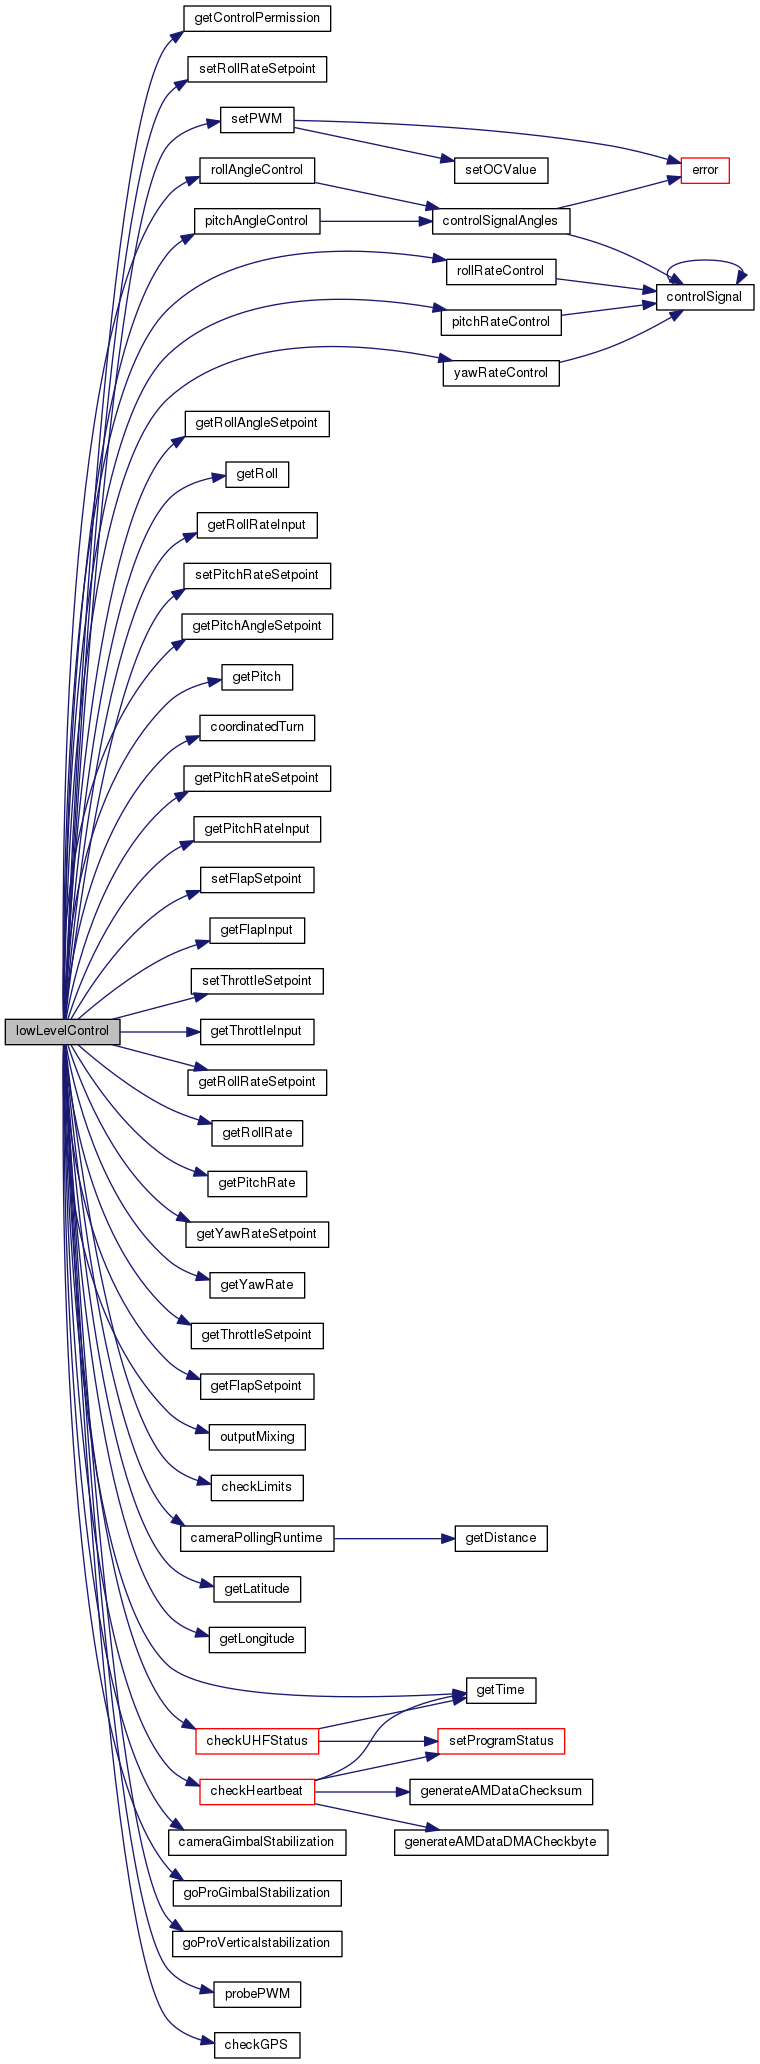 getControlPermission
setRollRateSetpoint
setPWM
setOCValue
error
rollAngleControl
pitchAngleControl
controlSignalAngles
rollRateControl
controlSignal
pitchRateControl
yawRateControl
getRollAngleSetpoint
getRoll
getRollRateInput
setPitchRateSetpoint
getPitchAngleSetpoint
getPitch
coordinatedTurn
getPitchRateSetpoint
getPitchRateInput
setFlapSetpoint
getFlapInput
setThrottleSetpoint
lowLevelControl
getThrottleInput
getRollRateSetpoint
getRollRate
getPitchRate
getYawRateSetpoint
getYawRate
getThrottleSetpoint
getFlapSetpoint
outputMixing
checkLimits
cameraPollingRuntime
getDistance
getLatitude
getLongitude
getTime
checkUHFStatus
setProgramStatus
checkHeartbeat
generateAMDataChecksum
cameraGimbalStabilization
generateAMDataDMACheckbyte
goProGimbalStabilization
goProVerticalstabilization
probePWM
checkGPS